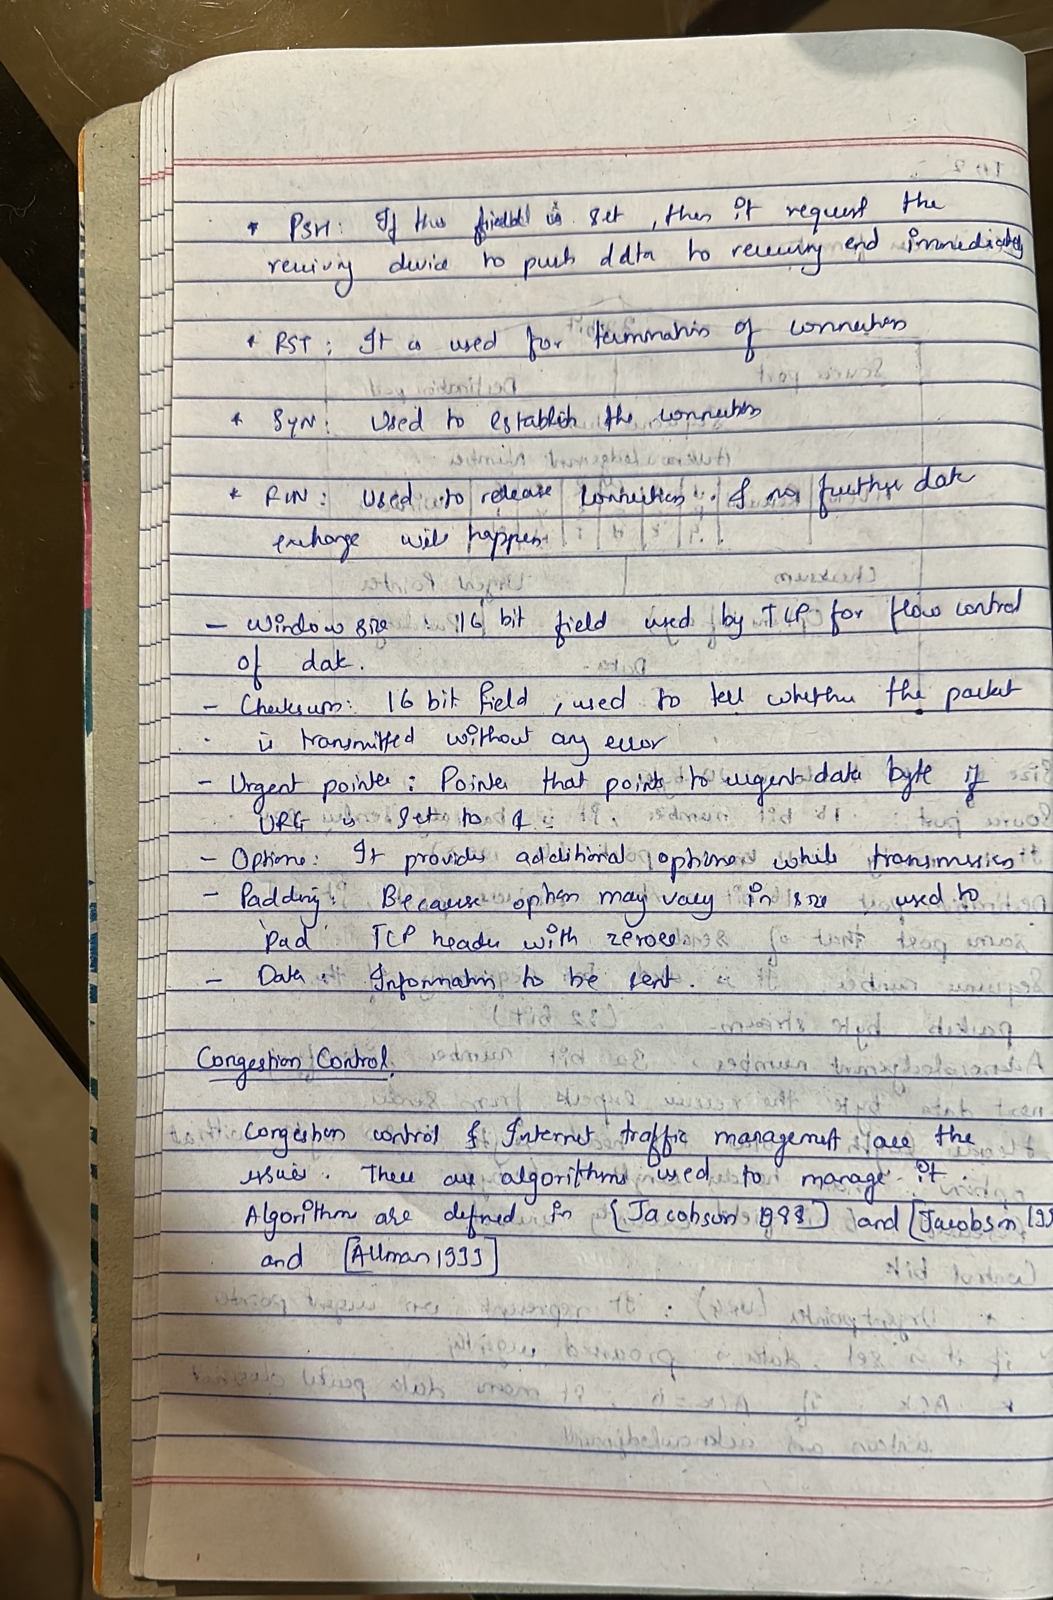 * PSH: If this field is set, then it request the
reciving device to push data to receiving end immediately
* RST: It is used for termination of connection
* SYN: Used to establish the connection
* FIN: Used to release connection. & no further data
exchange will happen
- Window size: 16 bit field used by TCP for flow control
of data.
- Checksum: 16 bit field, used to tell whether the packet
is transmitted without any error
- Urgent pointer: Pointer that points to urgent data byte if
URG is set to 1
- Options: It provides additional options while transmission
- Padding: Because option may vary in size, used to
pad TCP header with zeroes
- Data: Information to be sent.
Congestion Control
Congestion control & Internet traffic management are the
issues. There are algorithms used to manage it.
Algorithm are defined in [Jacobson 1988] and [Jacobson 199
and [Allman 1999]